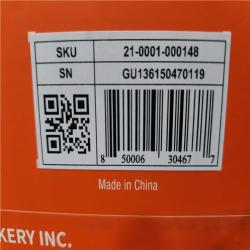 SKU 21-0001-000148
SN GU136150470119
8 50006 30467 7
Made in China
KERY INC.